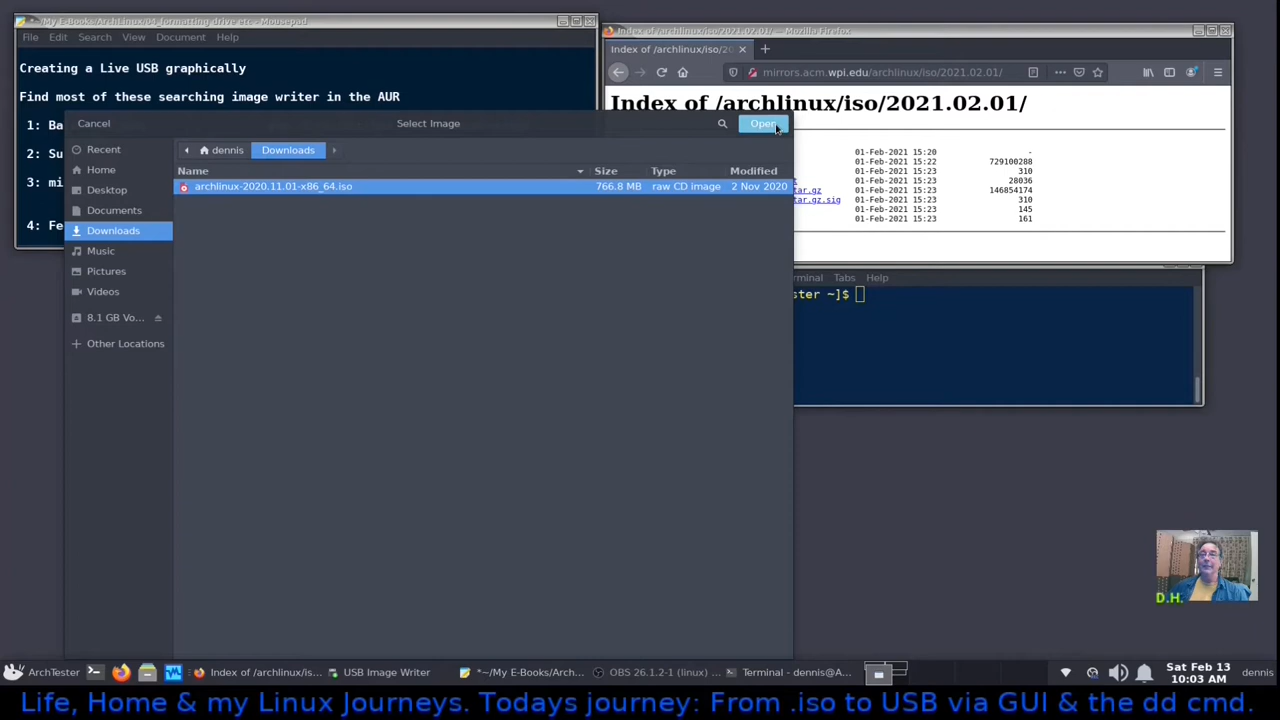 *~/My E-Books/ArchLinux/04_formatting drive etc - Mousepad
File Edit Search View Document Help
Creating a Live USB graphically
Find most of these searching image writer in the AUR
1: Ba
2: Su
3: mi
4: Fe
Index of /archlinux/iso/2021.02.01/ — Mozilla Firefox
Index of /archlinux/iso/20
mirrors.acm.wpi.edu/archlinux/iso/2021.02.01/
Index of /archlinux/iso/2021.02.01/
01-Feb-2021 15:20 -
01-Feb-2021 15:22 729100288
01-Feb-2021 15:23 310
01-Feb-2021 15:23 28036
tar.gz 01-Feb-2021 15:23 146854174
tar.gz.sig 01-Feb-2021 15:23 310
01-Feb-2021 15:23 145
01-Feb-2021 15:23 161
Cancel Select Image Open
dennis Downloads
Recent
Home
Desktop
Documents
Downloads
Music
Pictures
Videos
8.1 GB Vo...
Other Locations
Name Size Type Modified
archlinux-2020.11.01-x86_64.iso 766.8 MB raw CD image 2 Nov 2020
rminal Tabs Help
ster ~]$
D.H.
ArchTester
Index of /archlinux/is...
USB Image Writer
*~/My E-Books/Arch...
OBS 26.1.2-1 (linux) ...
Terminal - dennis@A...
Sat Feb 13
10:03 AM
dennis
Life, Home & my Linux Journeys. Todays journey: From .iso to USB via GUI & the dd cmd.